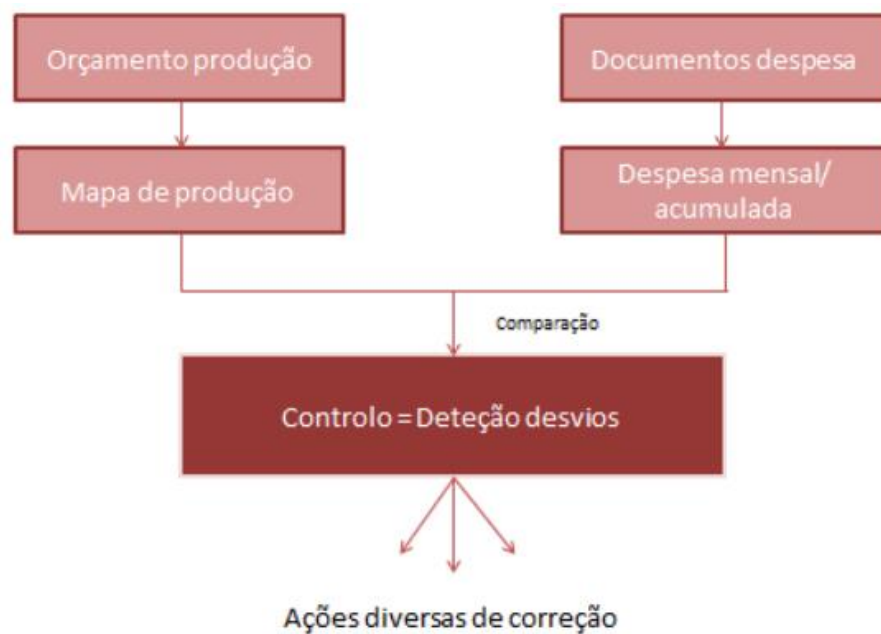 Orçamento produção
Documentos despesa
Mapa de produção
Despesa mensal/
acumulada
Comparação
Controlo = Deteção desvios
Ações diversas de correção